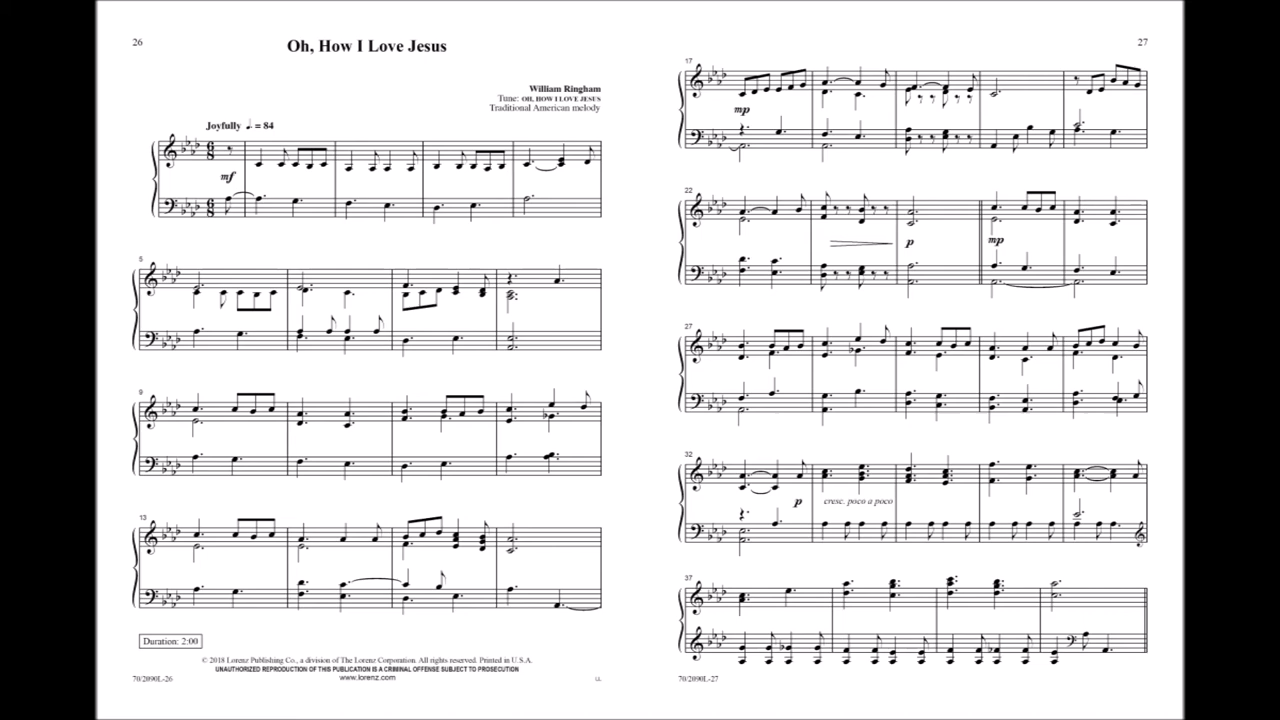 26
Oh, How I Love Jesus
William Ringham
Tune: OH, HOW I LOVE JESUS
Traditional American melody
Joyfully ♩. = 84
mf
5
9
13
Duration: 2:00
© 2018 Lorenz Publishing Co., a division of The Lorenz Corporation. All rights reserved. Printed in U.S.A.
UNAUTHORIZED REPRODUCTION OF THIS PUBLICATION IS A CRIMINAL OFFENSE SUBJECT TO PROSECUTION
www.lorenz.com
70/2090L-26
27
17
mp
22
p
mp
27
32
p
cresc. poco a poco
37
70/2090L-27